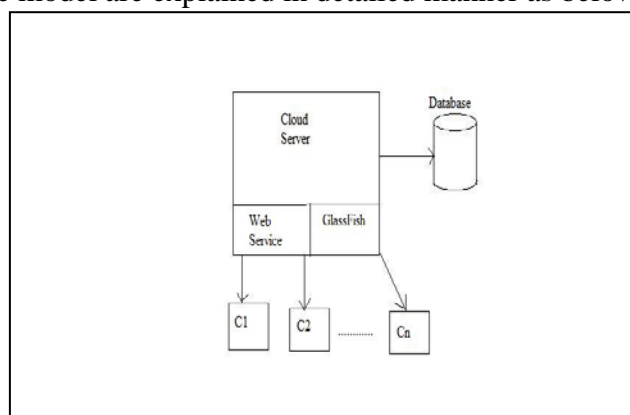 e model are explained in detailed manner as below
Database
Cloud
Server
Web
Service
GlassFish
C1
C2
............
Cn